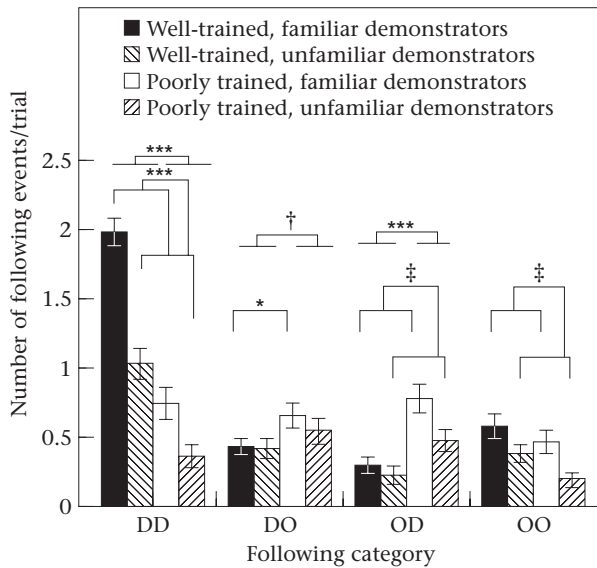 Well-trained, familiar demonstrators
Well-trained, unfamiliar demonstrators
Poorly trained, familiar demonstrators
Poorly trained, unfamiliar demonstrators
Number of following events/trial
2.5
2
1.5
1
0.5
0
***
***
†
*
***
‡
‡
DD
DO
OD
OO
Following category